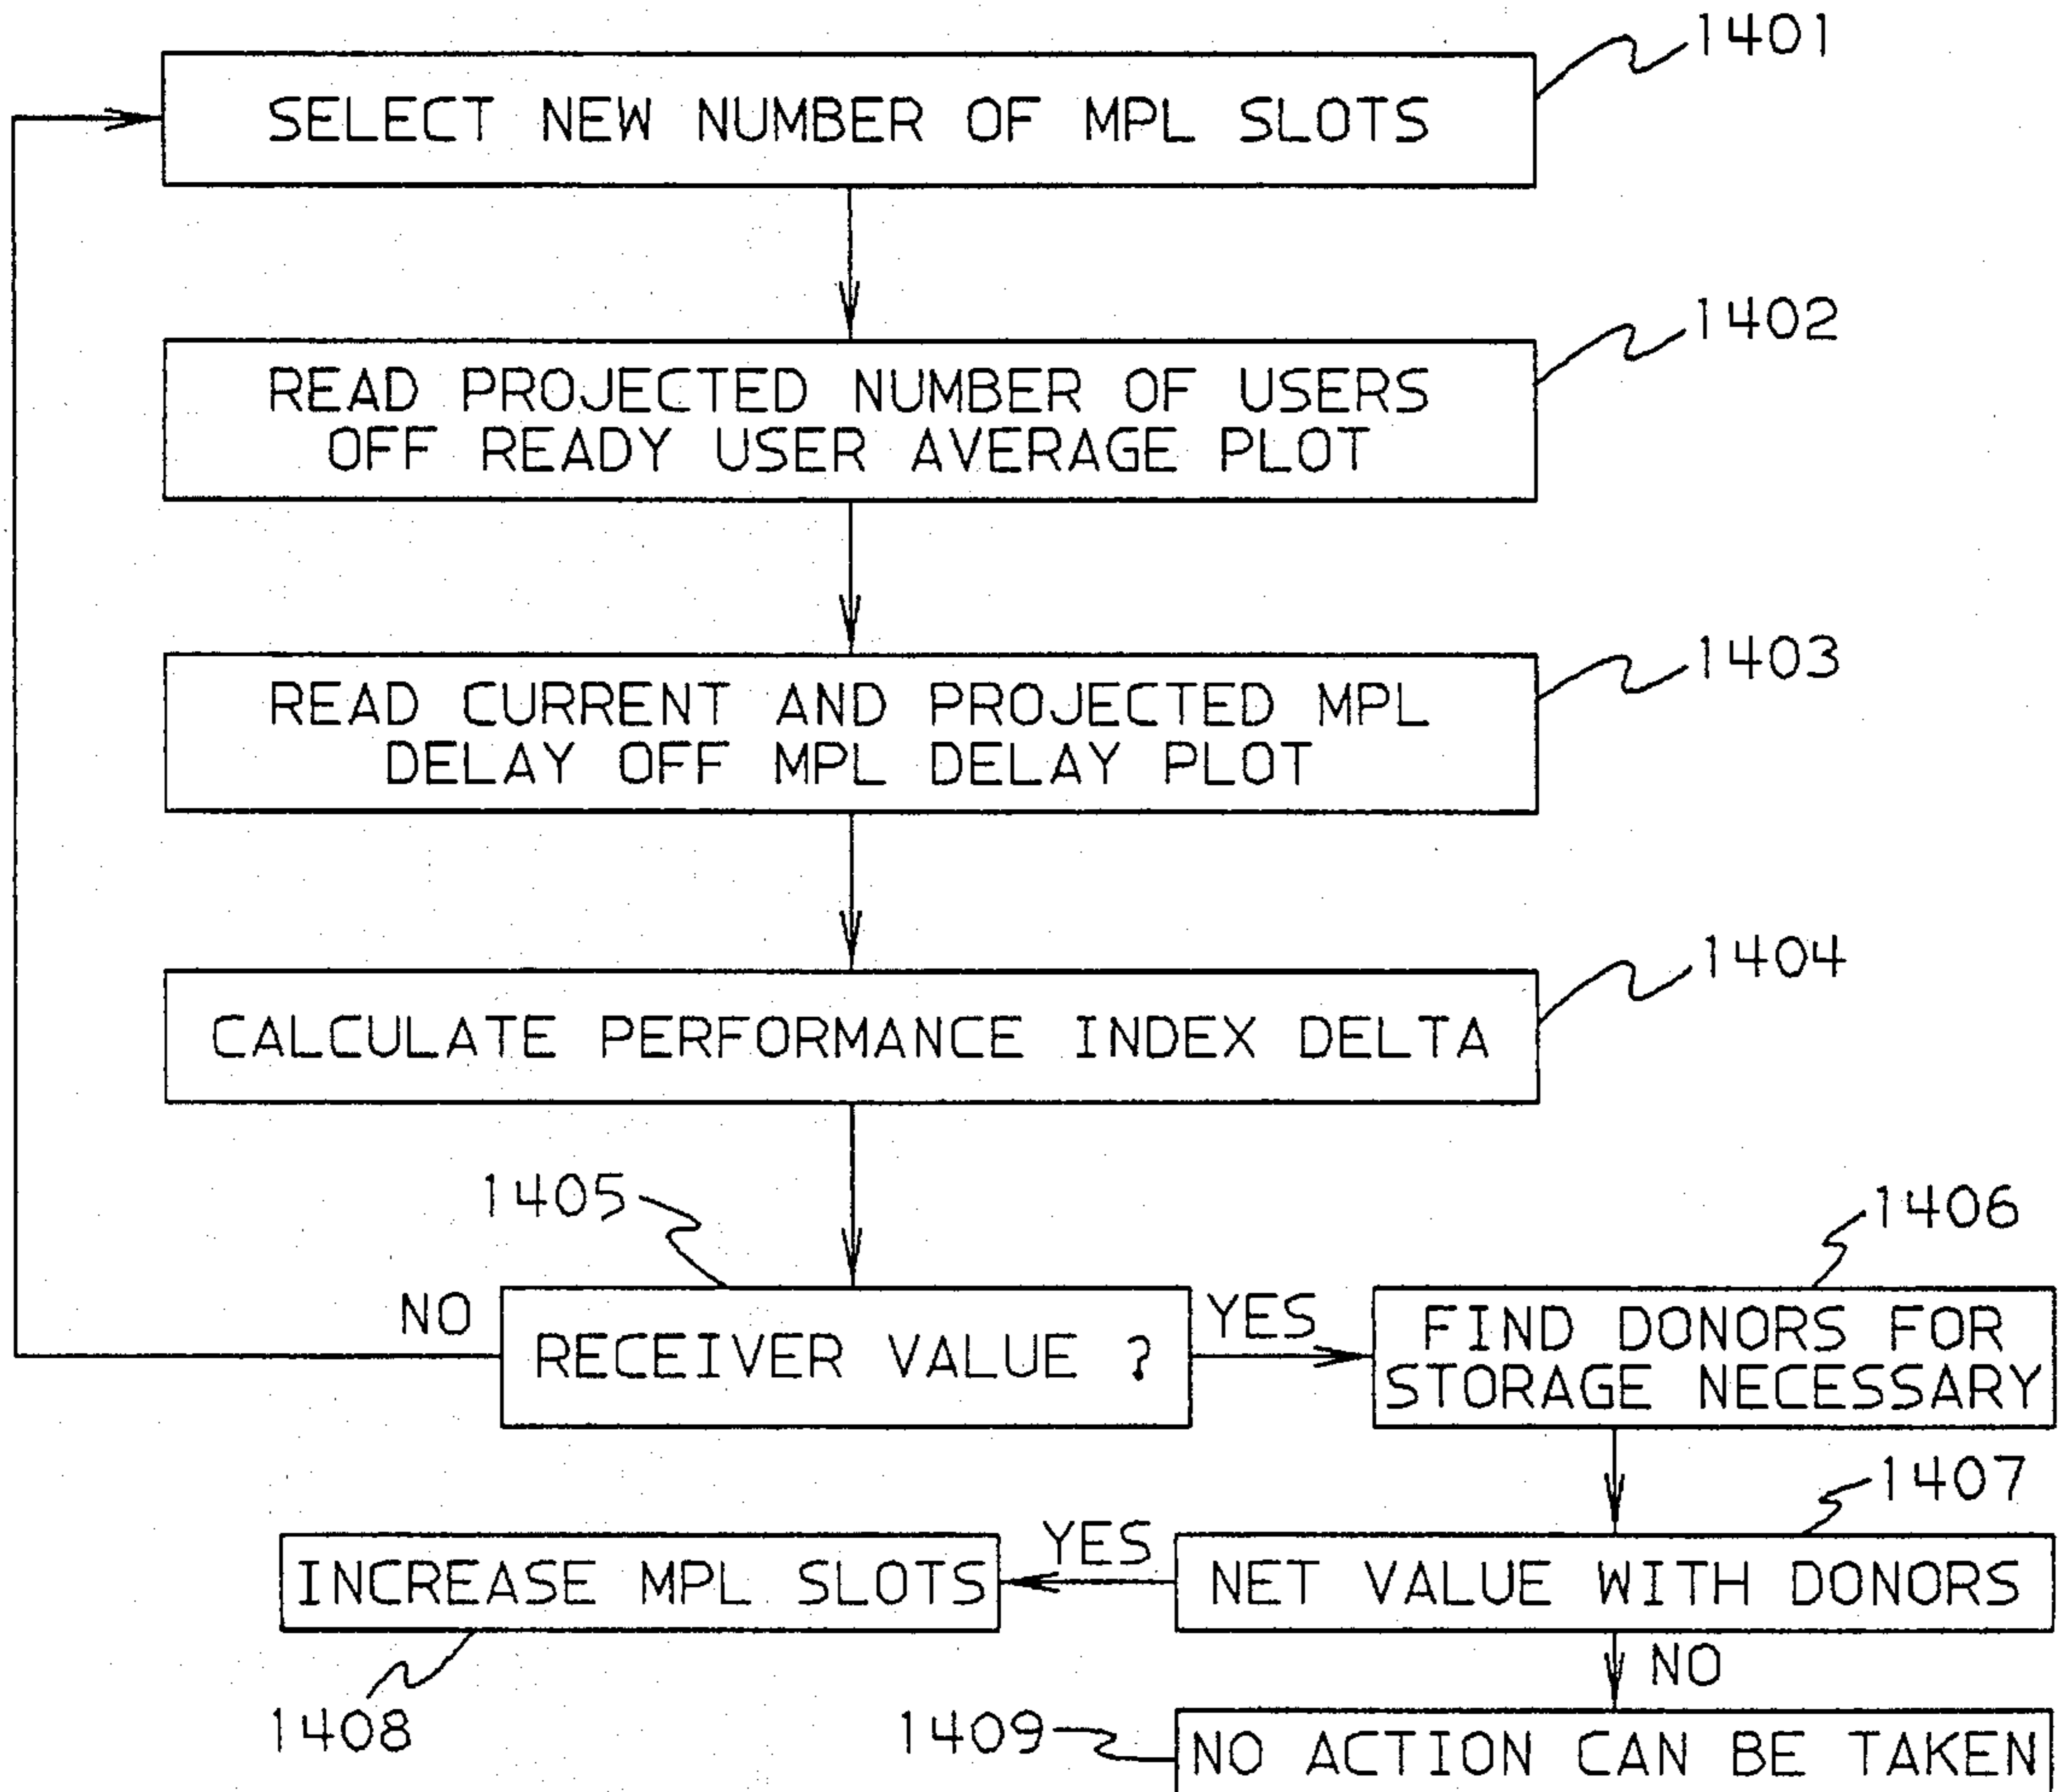 1401
SELECT NEW NUMBER OF MPL SLOTS
1402
READ PROJECTED NUMBER OF USERS
OFF READY USER AVERAGE PLOT
1403
READ CURRENT AND PROJECTED MPL
DELAY OFF MPL DELAY PLOT
1404
CALCULATE PERFORMANCE INDEX DELTA
1405
1406
NO
RECEIVER VALUE ?
YES
FIND DONORS FOR
STORAGE NECESSARY
1407
INCREASE MPL SLOTS
YES
NET VALUE WITH DONORS
1408
NO
1409
NO ACTION CAN BE TAKEN